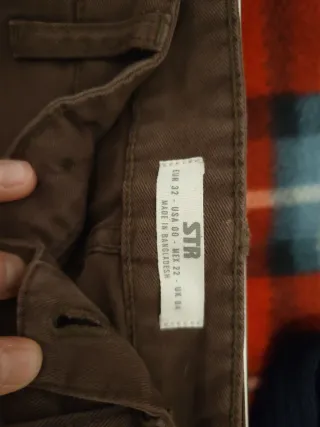 STR
EUR 32 - USA 00 - MEX 22 - UK 04
MADE IN BANGLADESH